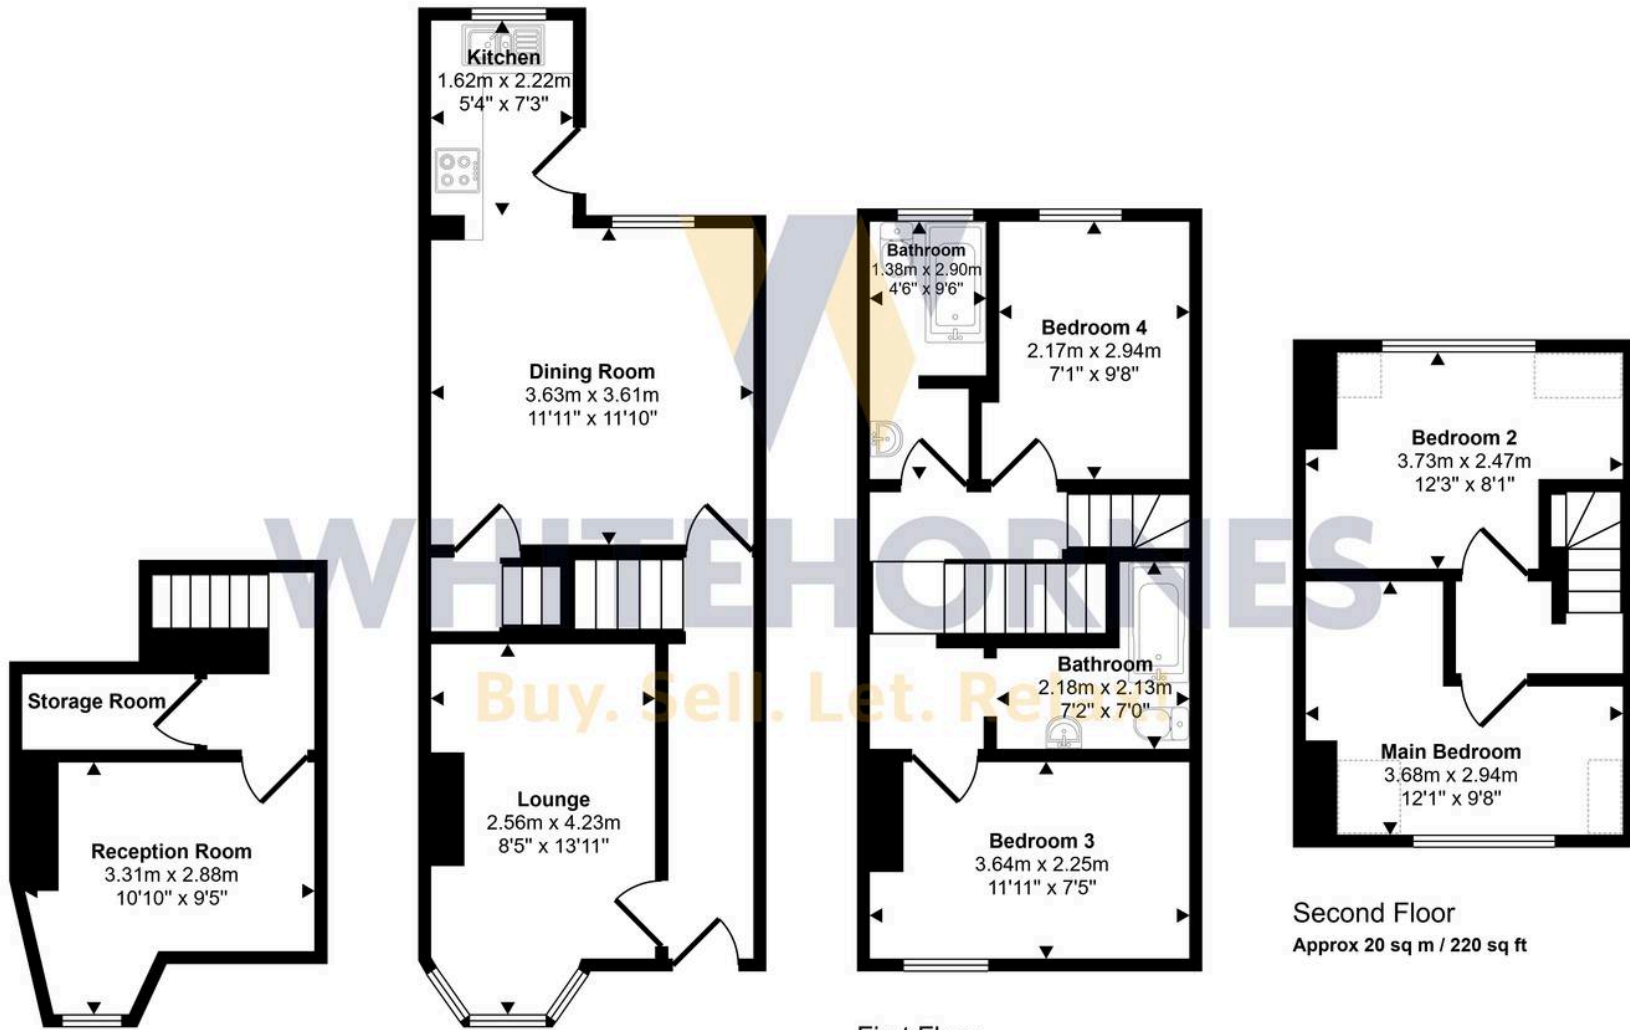 Kitchen
1.62m x 2.22m
5'4" x 7'3"
Dining Room
3.63m x 3.61m
11'11" x 11'10"
Bathroom
1.38m x 2.90m
4'6" x 9'6"
Bedroom 4
2.17m x 2.94m
7'1" x 9'8"
Bedroom 2
3.73m x 2.47m
12'3" x 8'1"
WHITEHORNES
Buy. Sell. Let. Relax.
Storage Room
Bathroom
2.18m x 2.13m
7'2" x 7'0"
Main Bedroom
3.68m x 2.94m
12'1" x 9'8"
Lounge
2.56m x 4.23m
8'5" x 13'11"
Reception Room
3.31m x 2.88m
10'10" x 9'5"
Bedroom 3
3.64m x 2.25m
11'11" x 7'5"
Second Floor
Approx 20 sq m / 220 sq ft
First Floor